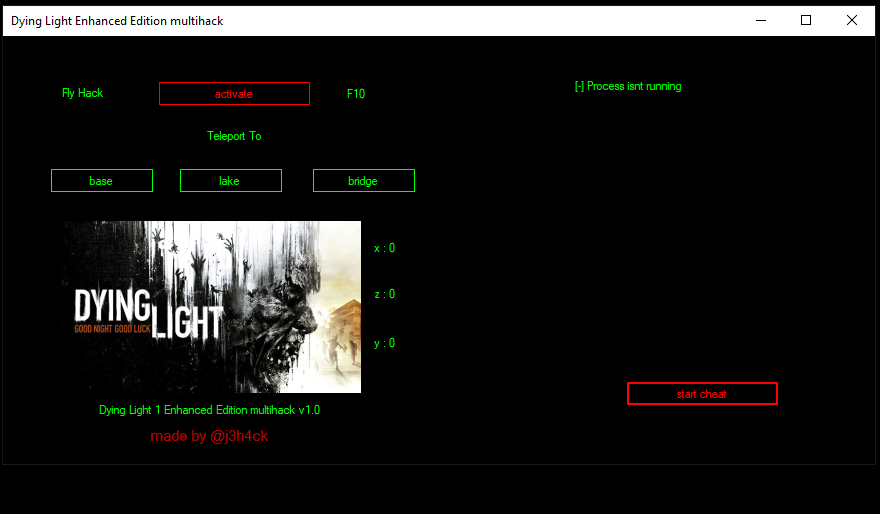 Dying Light Enhanced Edition multihack
Fly Hack
activate
F10
[-] Process isnt running
Teleport To
base
lake
bridge
DYING
LIGHT
GOOD NIGHT GOOD LUCK
x : 0
z : 0
y : 0
start cheat
Dying Light 1 Enhanced Edition multihack v1.0
made by @j3h4ck